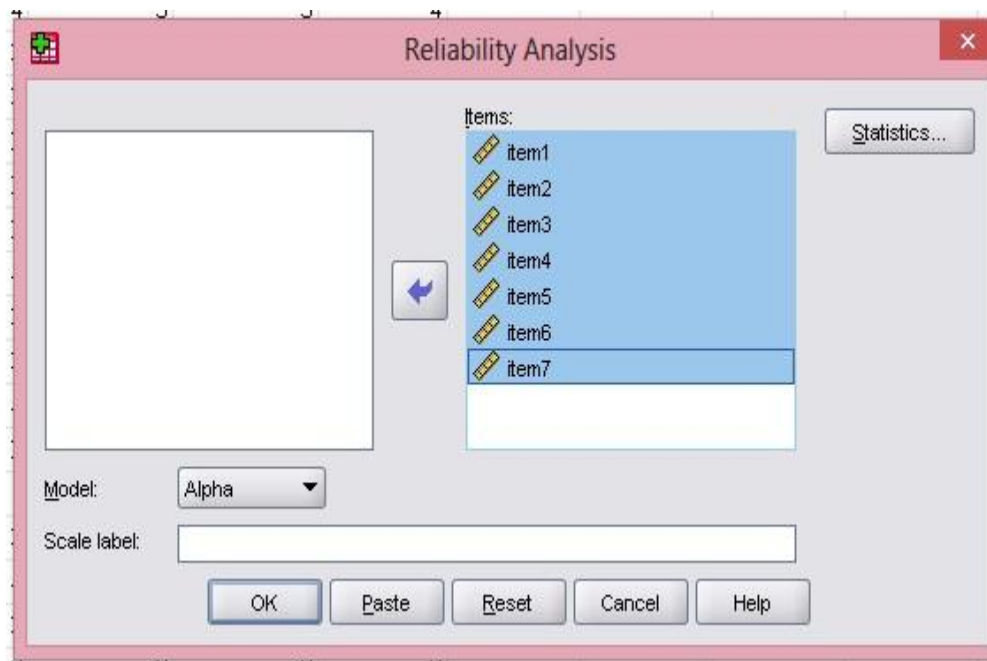 Reliability Analysis
Items:
Statistics...
item1
item2
item3
item4
item5
item6
item7
Model: Alpha
Scale label:
OK Paste Reset Cancel Help